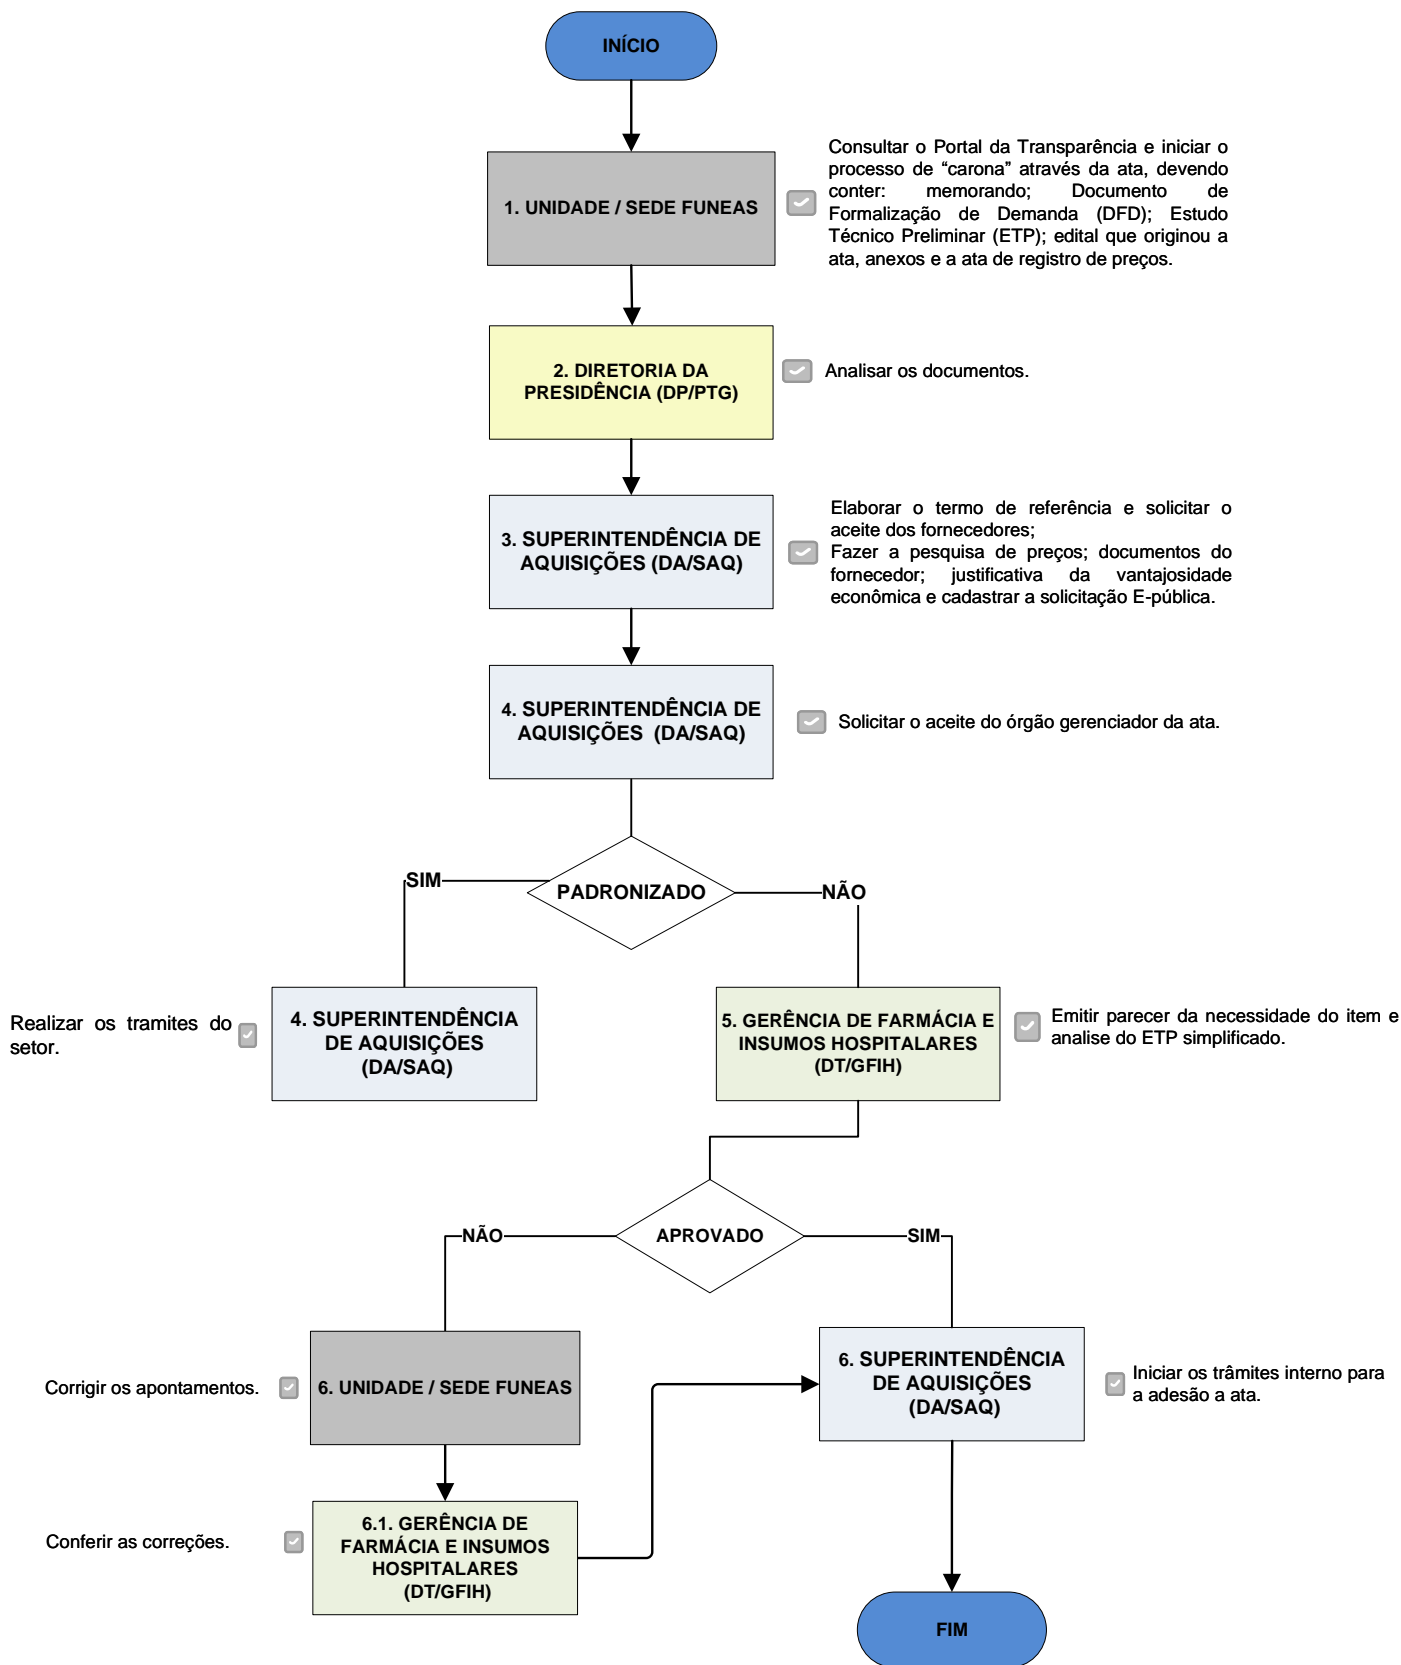 INÍCIO
1. UNIDADE / SEDE FUNEAS
Consultar o Portal da Transparência e iniciar o
processo de “carona” através da ata, devendo
conter: memorando; Documento de
Formalização de Demanda (DFD); Estudo
Técnico Preliminar (ETP); edital que originou a
ata, anexos e a ata de registro de preços.
2. DIRETORIA DA
PRESIDÊNCIA (DP/PTG)
Analisar os documentos.
3. SUPERINTENDÊNCIA DE
AQUISIÇÕES (DA/SAQ)
Elaborar o termo de referência e solicitar o
aceite dos fornecedores;
Fazer a pesquisa de preços; documentos do
fornecedor; justificativa da vantajosidade
econômica e cadastrar a solicitação E-pública.
4. SUPERINTENDÊNCIA DE
AQUISIÇÕES (DA/SAQ)
Solicitar o aceite do órgão gerenciador da ata.
SIM
PADRONIZADO
NÃO
Realizar os tramites do
setor.
4. SUPERINTENDÊNCIA
DE AQUISIÇÕES
(DA/SAQ)
5. GERÊNCIA DE FARMÁCIA E
INSUMOS HOSPITALARES
(DT/GFIH)
Emitir parecer da necessidade do item e
analise do ETP simplificado.
NÃO
APROVADO
SIM
Corrigir os apontamentos.
6. UNIDADE / SEDE FUNEAS
6. SUPERINTENDÊNCIA
DE AQUISIÇÕES
(DA/SAQ)
Iniciar os trâmites interno para
a adesão a ata.
Conferir as correções.
6.1. GERÊNCIA DE
FARMÁCIA E INSUMOS
HOSPITALARES
(DT/GFIH)
FIM